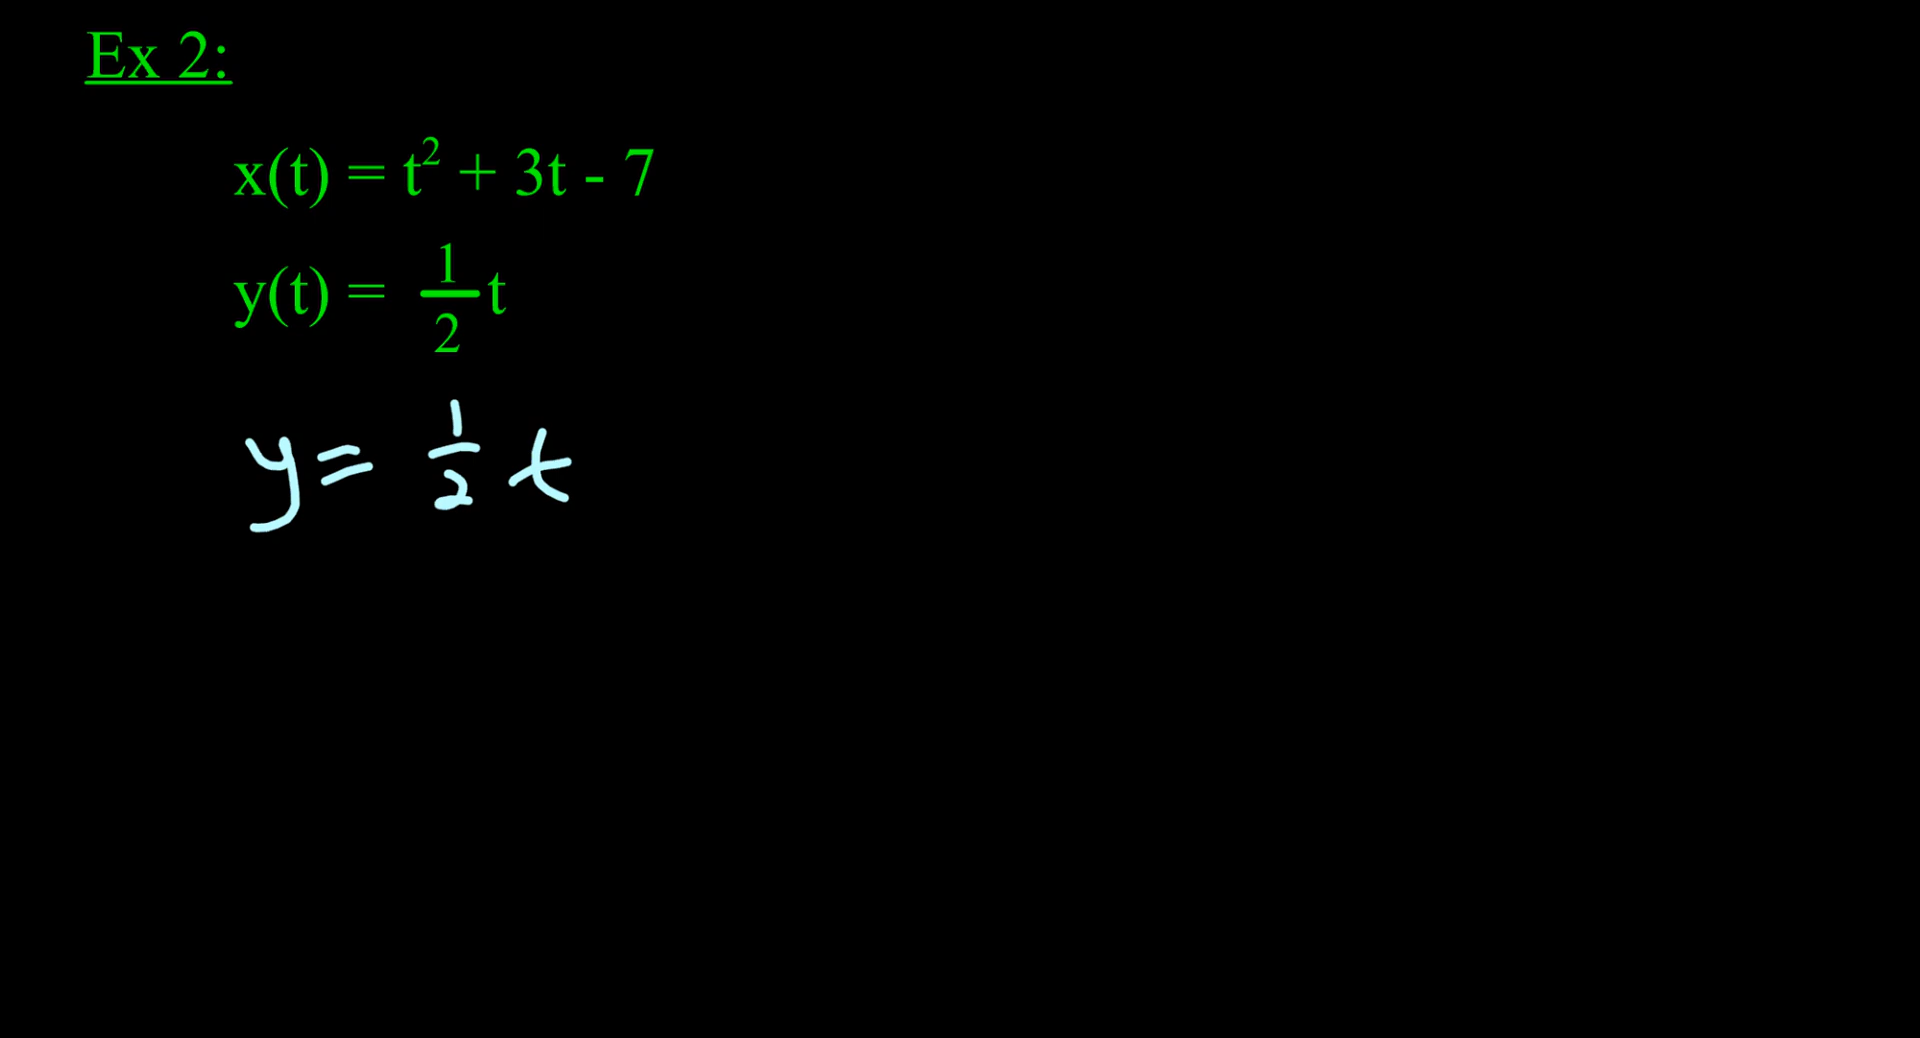 Ex 2:
x(t) = t² + 3t - 7
y(t) = 1/2 t
y = 1/2 t